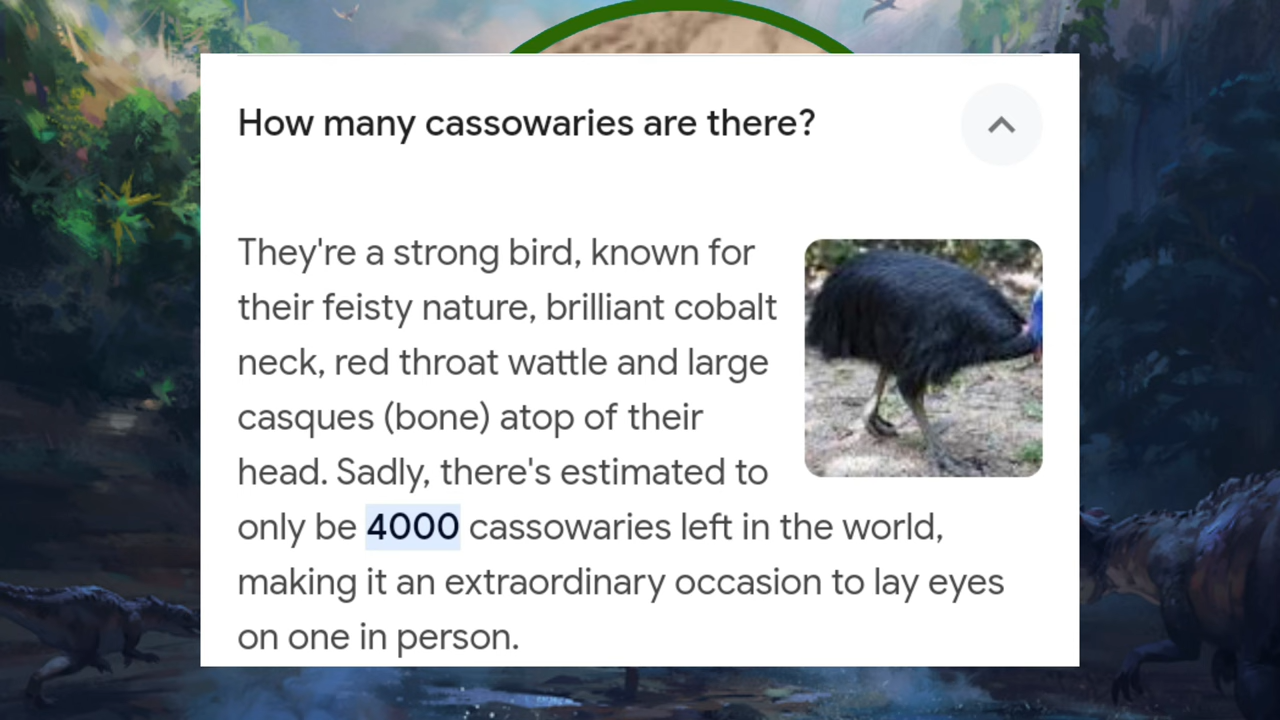 How many cassowaries are there?
They're a strong bird, known for
their feisty nature, brilliant cobalt
neck, red throat wattle and large
casques (bone) atop of their
head. Sadly, there's estimated to
only be 4000 cassowaries left in the world,
making it an extraordinary occasion to lay eyes
on one in person.